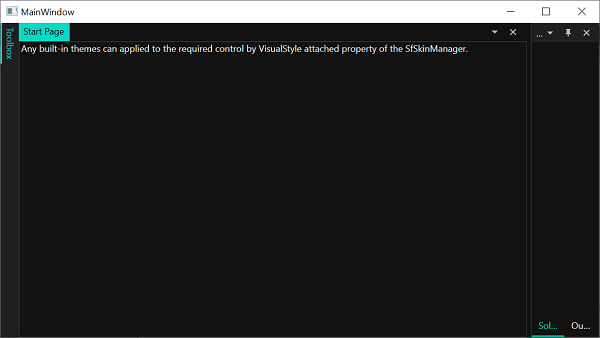 MainWindow
Toolbox
Start Page
...
Any built-in themes can applied to the required control by VisualStyle attached property of the SfSkinManager.
Sol...
Ou...